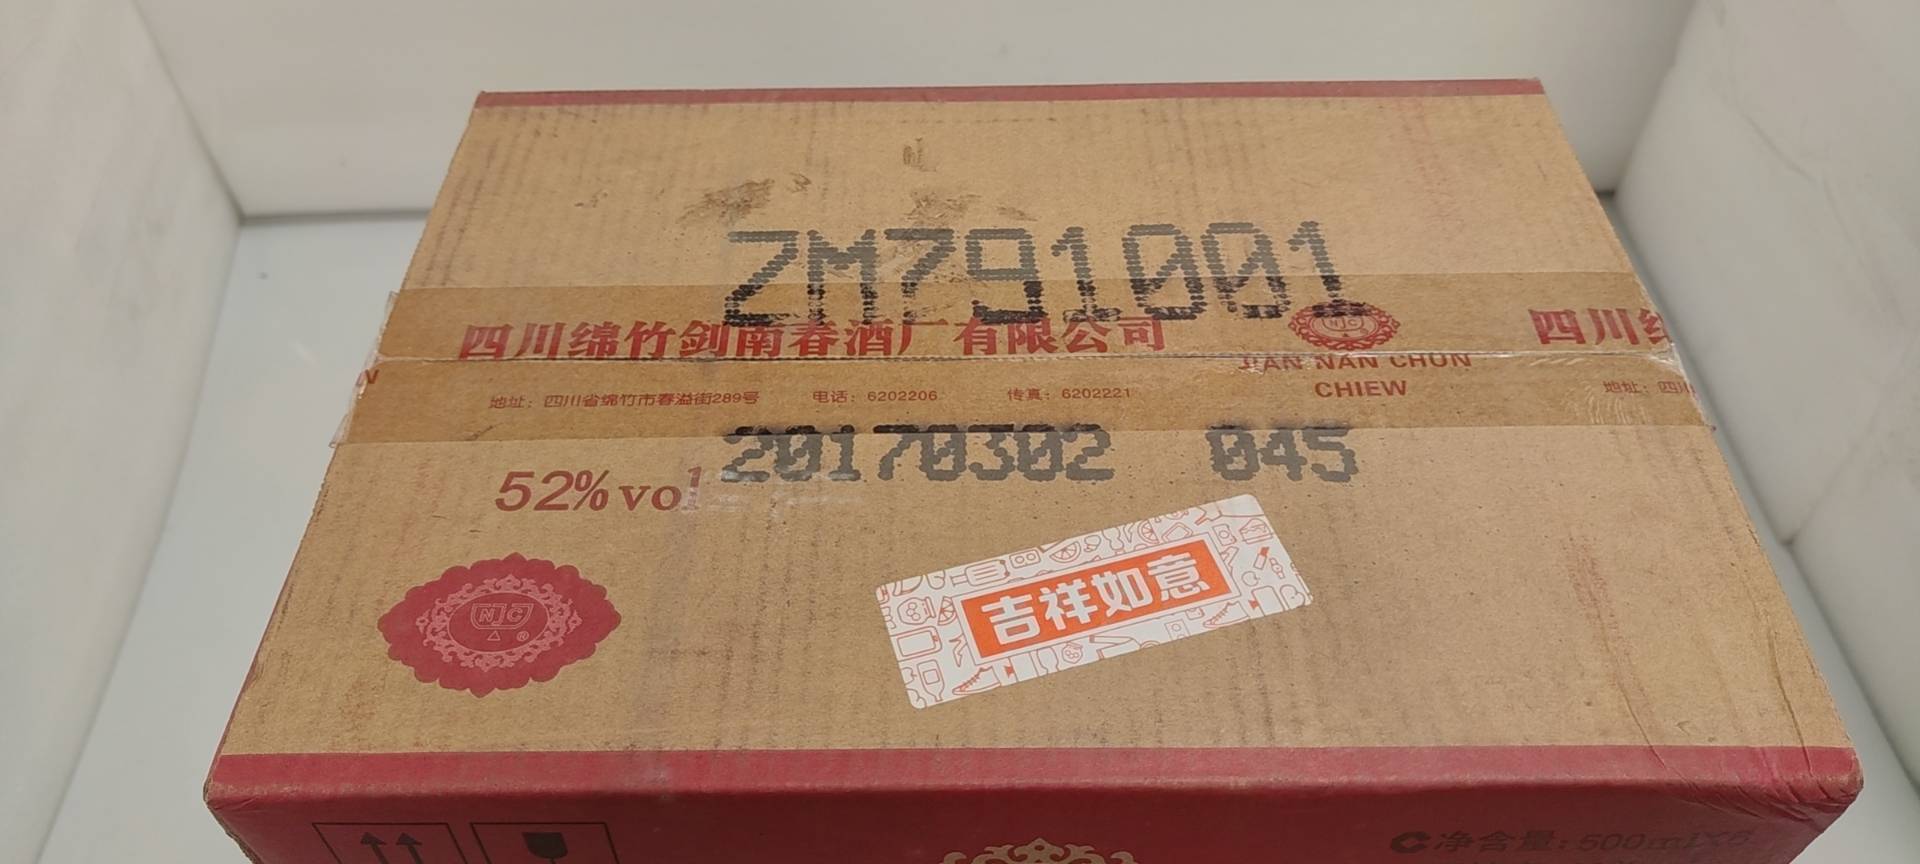 ZM791001
四川绵竹剑南春酒厂有限公司
NJC
四川绵
JIAN NAN CHUN
CHIEW
N
地址：四川省绵竹市春溢街289号 电话：6202206 传真：6202221
地址：四川
20170302 045
52%vol
NJC
®
吉祥如意
净含量：500ml×6